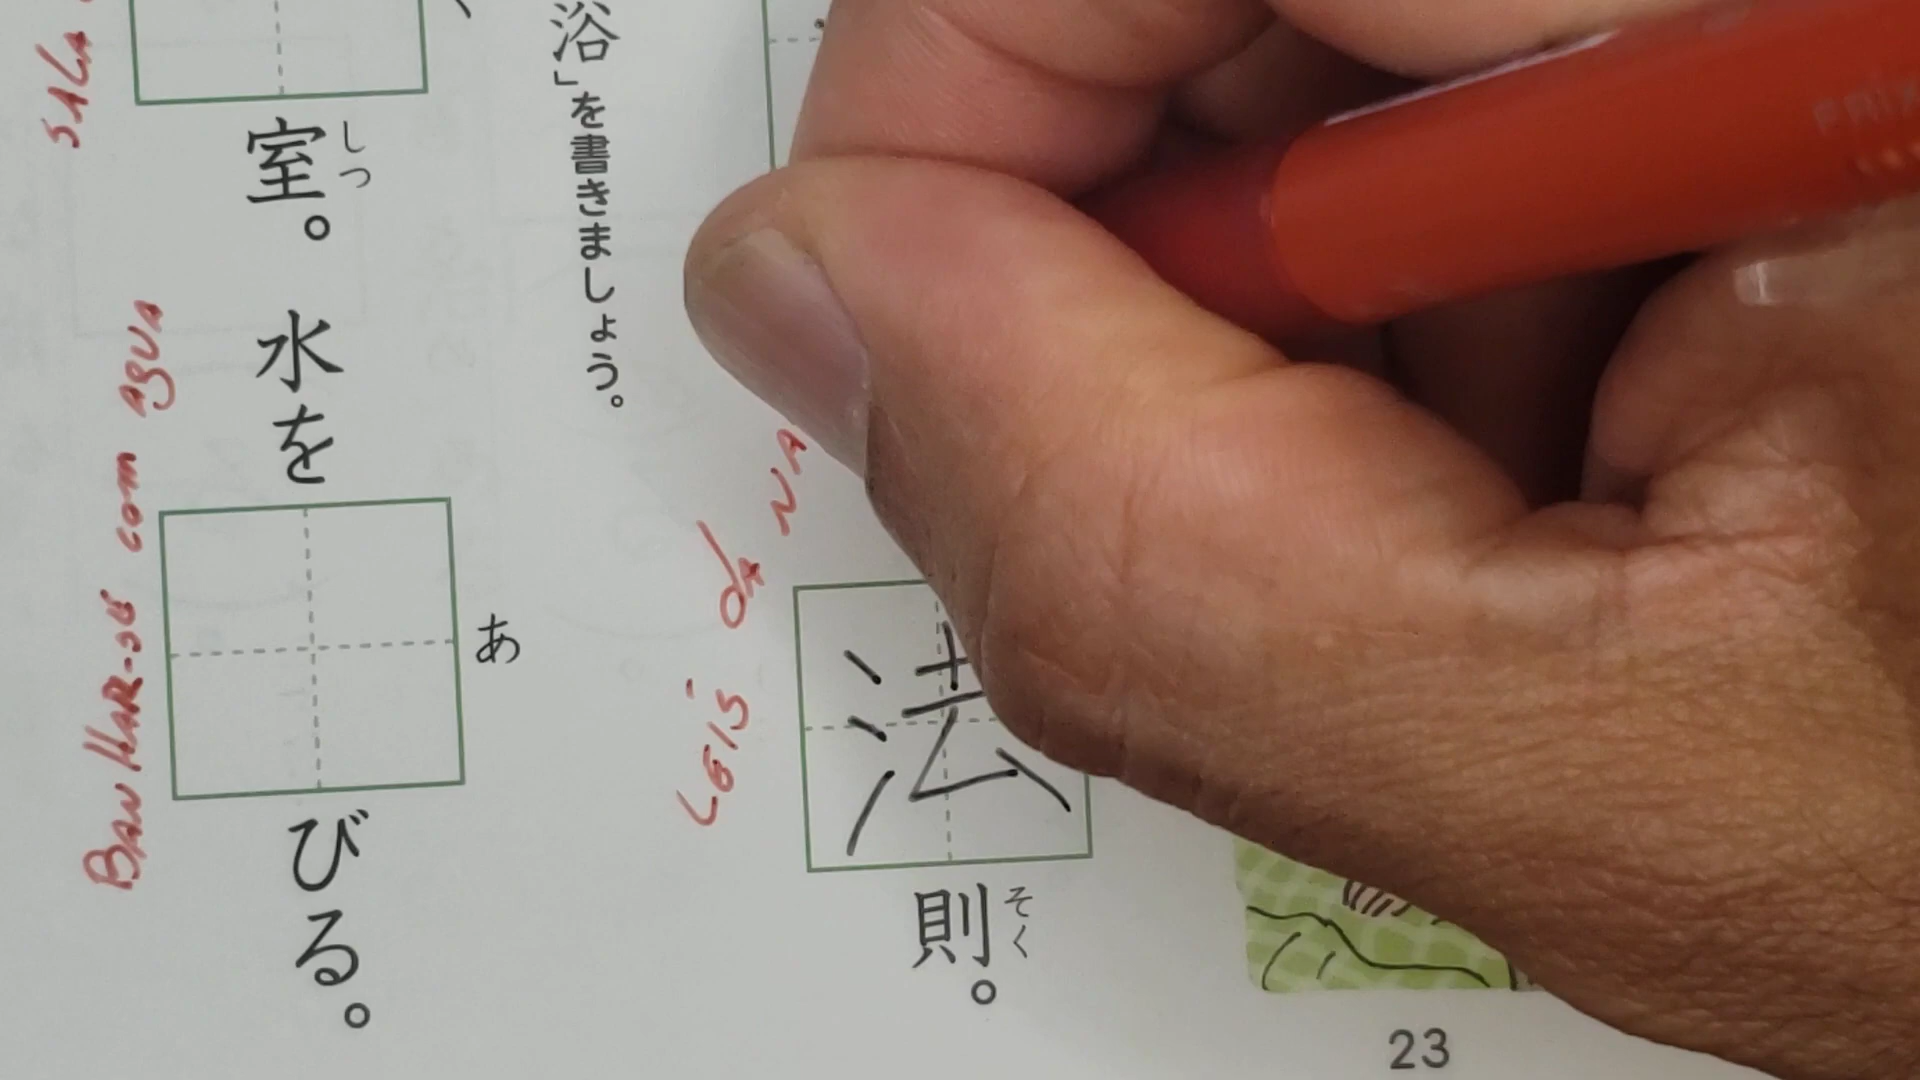 法則。
そく
Leis da NA
浴」を書きましょう。
室。水を
しつ
あ
びる。
BANHAR-SE com AGUA
SALA
23